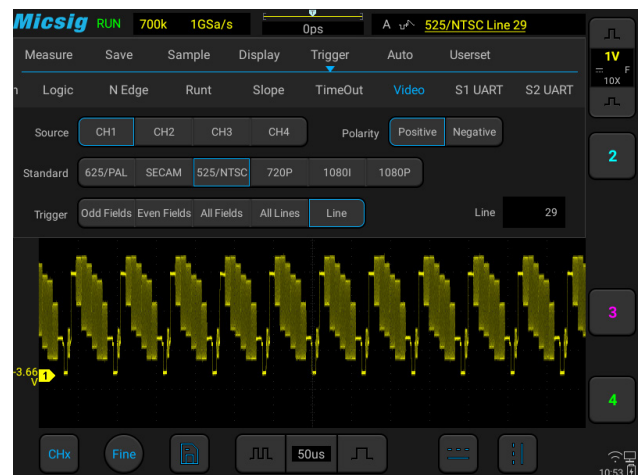 Micsig RUN 700k 1GSa/s 0ps A 525/NTSC Line 29
Measure Save Sample Display Trigger Auto Userset
n Logic N Edge Runt Slope TimeOut Video S1 UART S2 UART
Source CH1 CH2 CH3 CH4 Polarity Positive Negative
Standard 625/PAL SECAM 525/NTSC 720P 1080I 1080P
Trigger Odd Fields Even Fields All Fields All Lines Line Line 29
1V
F
10X
2
3
4
-3.66
V
1
CHx Fine 50us
10:53